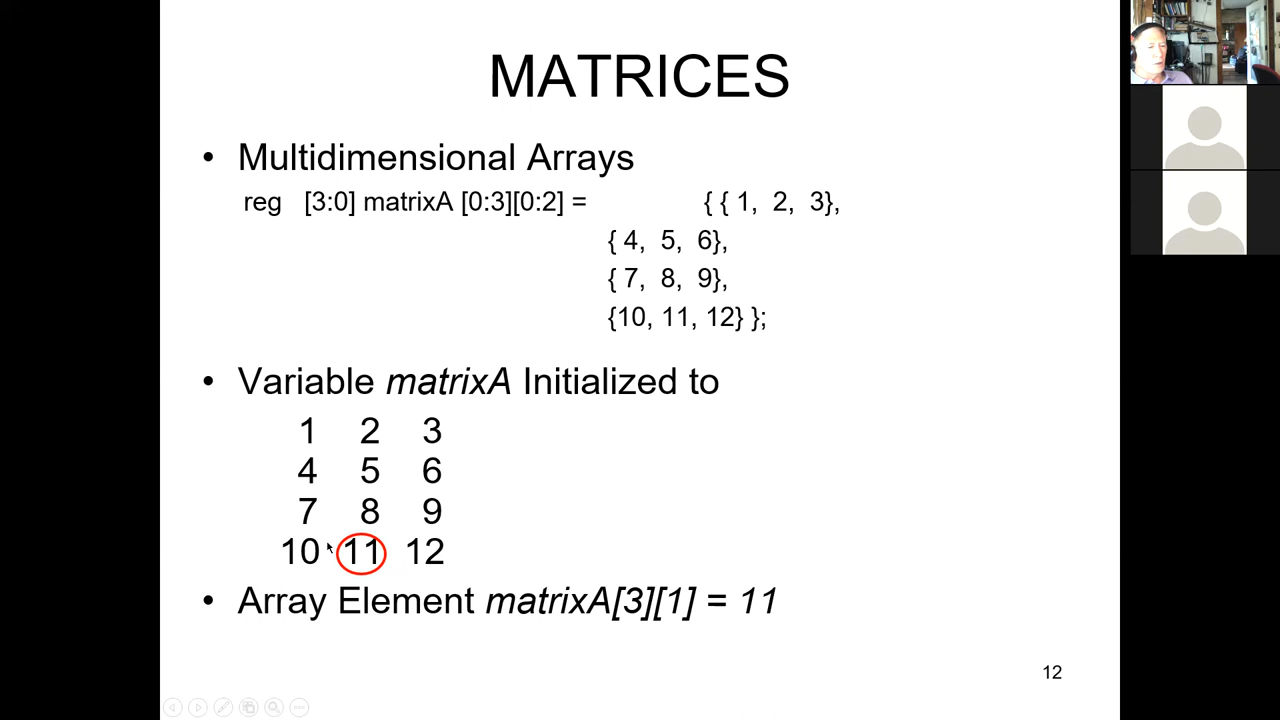 MATRICES
• Multidimensional Arrays
reg [3:0] matrixA [0:3][0:2] = { { 1, 2, 3},
{ 4, 5, 6},
{ 7, 8, 9},
{10, 11, 12} };
• Variable matrixA Initialized to
1 2 3
4 5 6
7 8 9
10 11 12
• Array Element matrixA[3][1] = 11
12